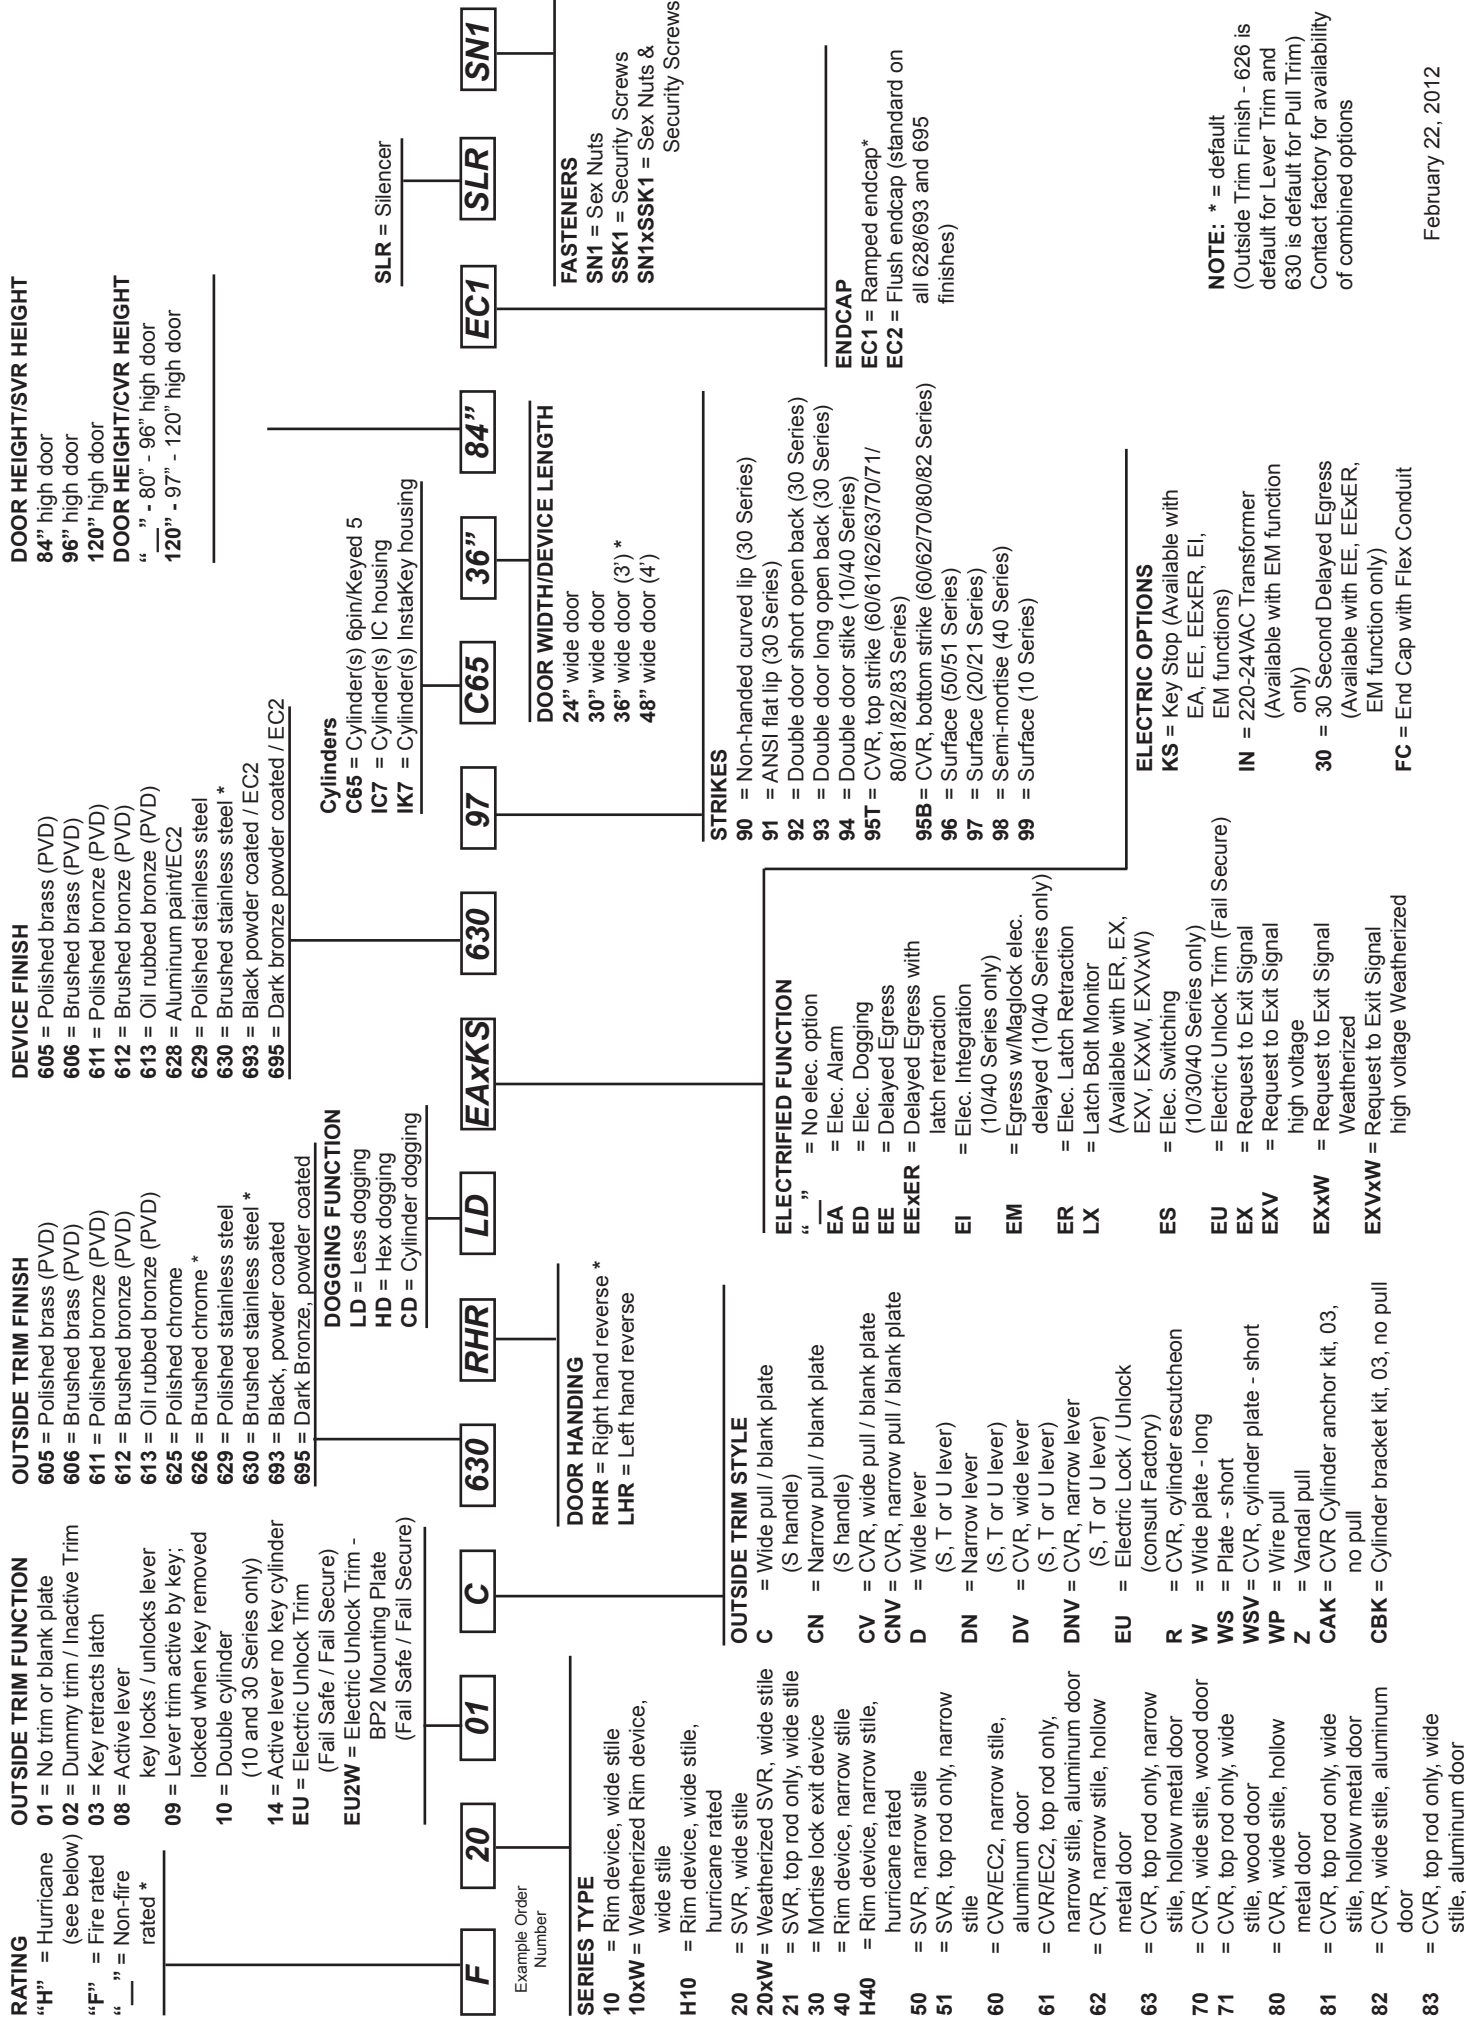 RATING
“H” = Hurricane
(see below)
“F” = Fire rated
“__” = Non-fire
rated *
OUTSIDE TRIM FUNCTION
01 = No trim or blank plate
02 = Dummy trim / Inactive Trim
03 = Key retracts latch
08 = Active lever
key locks / unlocks lever
09 = Lever trim active by key;
locked when key removed
10 = Double cylinder
(10 and 30 Series only)
14 = Active lever no key cylinder
EU = Electric Unlock Trim
(Fail Safe / Fail Secure)
EU2W = Electric Unlock Trim -
BP2 Mounting Plate
(Fail Safe / Fail Secure)
OUTSIDE TRIM FINISH
605 = Polished brass (PVD)
606 = Brushed brass (PVD)
611 = Polished bronze (PVD)
612 = Brushed bronze (PVD)
613 = Oil rubbed bronze (PVD)
625 = Polished chrome
626 = Brushed chrome *
629 = Polished stainless steel
630 = Brushed stainless steel *
693 = Black, powder coated
695 = Dark Bronze, powder coated
DOGGING FUNCTION
LD = Less dogging
HD = Hex dogging
CD = Cylinder dogging
DEVICE FINISH
605 = Polished brass (PVD)
606 = Brushed brass (PVD)
611 = Polished bronze (PVD)
612 = Brushed bronze (PVD)
613 = Oil rubbed bronze (PVD)
628 = Aluminum paint/EC2
629 = Polished stainless steel
630 = Brushed stainless steel *
693 = Black powder coated / EC2
695 = Dark bronze powder coated / EC2
Cylinders
C65 = Cylinder(s) 6pin/Keyed 5
IC7 = Cylinder(s) IC housing
IK7 = Cylinder(s) InstaKey housing
DOOR HEIGHT/SVR HEIGHT
84” high door
96” high door
120” high door
DOOR HEIGHT/CVR HEIGHT
“__” - 80” - 96” high door
120” - 97” - 120” high door
SLR = Silencer
F 20 01 C 630 RHR LD EAxKS 630 97 C65 36” 84” EC1 SLR SN1
Example Order
Number
SERIES TYPE
10 = Rim device, wide stile
10xW = Weatherized Rim device,
wide stile
H10 = Rim device, wide stile,
hurricane rated
20 = SVR, wide stile
20xW = Weatherized SVR, wide stile
21 = SVR, top rod only, wide stile
30 = Mortise lock exit device
40 = Rim device, narrow stile
H40 = Rim device, narrow stile,
hurricane rated
50 = SVR, narrow stile
51 = SVR, top rod only, narrow
stile
60 = CVR/EC2, narrow stile,
aluminum door
61 = CVR/EC2, top rod only,
narrow stile, aluminum door
62 = CVR, narrow stile, hollow
metal door
63 = CVR, top rod only, narrow
stile, hollow metal door
70 = CVR, wide stile, wood door
71 = CVR, top rod only, wide
stile, wood door
80 = CVR, wide stile, hollow
metal door
81 = CVR, top rod only, wide
stile, hollow metal door
82 = CVR, wide stile, aluminum
door
83 = CVR, top rod only, wide
stile, aluminum door
DOOR HANDING
RHR = Right hand reverse *
LHR = Left hand reverse
OUTSIDE TRIM STYLE
C = Wide pull / blank plate
(S handle)
CN = Narrow pull / blank plate
(S handle)
CV = CVR, wide pull / blank plate
CNV = CVR, narrow pull / blank plate
D = Wide lever
(S, T or U lever)
DN = Narrow lever
(S, T or U lever)
DV = CVR, wide lever
(S, T or U lever)
DNV = CVR, narrow lever
(S, T or U lever)
EU = Electric Lock / Unlock
(consult Factory)
R = CVR, cylinder escutcheon
W = Wide plate - long
WS = Plate - short
WSV = CVR, cylinder plate - short
WP = Wire pull
Z = Vandal pull
CAK = CVR Cylinder anchor kit, 03,
no pull
CBK = Cylinder bracket kit, 03, no pull
ELECTRIFIED FUNCTION
“__” = No elec. option
EA = Elec. Alarm
ED = Elec. Dogging
EE = Delayed Egress
EExER = Delayed Egress with
latch retraction
EI = Elec. Integration
(10/40 Series only)
EM = Egress w/Maglock elec.
delayed (10/40 Series only)
ER = Elec. Latch Retraction
LX = Latch Bolt Monitor
(Available with ER, EX,
EXV, EXxW, EXVxW)
ES = Elec. Switching
(10/30/40 Series only)
EU = Electric Unlock Trim (Fail Secure)
EX = Request to Exit Signal
EXV = Request to Exit Signal
high voltage
EXxW = Request to Exit Signal
Weatherized
EXVxW = Request to Exit Signal
high voltage Weatherized
DOOR WIDTH/DEVICE LENGTH
24” wide door
30” wide door
36” wide door (3’) *
48” wide door (4’)
STRIKES
90 = Non-handed curved lip (30 Series)
91 = ANSI flat lip (30 Series)
92 = Double door short open back (30 Series)
93 = Double door long open back (30 Series)
94 = Double door stike (10/40 Series)
95T = CVR, top strike (60/61/62/63/70/71/
80/81/82/83 Series)
95B = CVR, bottom strike (60/62/70/80/82 Series)
96 = Surface (50/51 Series)
97 = Surface (20/21 Series)
98 = Semi-mortise (40 Series)
99 = Surface (10 Series)
ELECTRIC OPTIONS
KS = Key Stop (Available with
EA, EE, EExER, EI,
EM functions)
IN = 220-24VAC Transformer
(Available with EM function
only)
30 = 30 Second Delayed Egress
(Available with EE, EExER,
EM function only)
FC = End Cap with Flex Conduit
FASTENERS
SN1 = Sex Nuts
SSK1 = Security Screws
SN1xSSK1 = Sex Nuts &
Security Screws
ENDCAP
EC1 = Ramped endcap*
EC2 = Flush endcap (standard on
all 628/693 and 695
finishes)
NOTE: * = default
(Outside Trim Finish - 626 is
default for Lever Trim and
630 is default for Pull Trim)
Contact factory for availability
of combined options
February 22, 2012